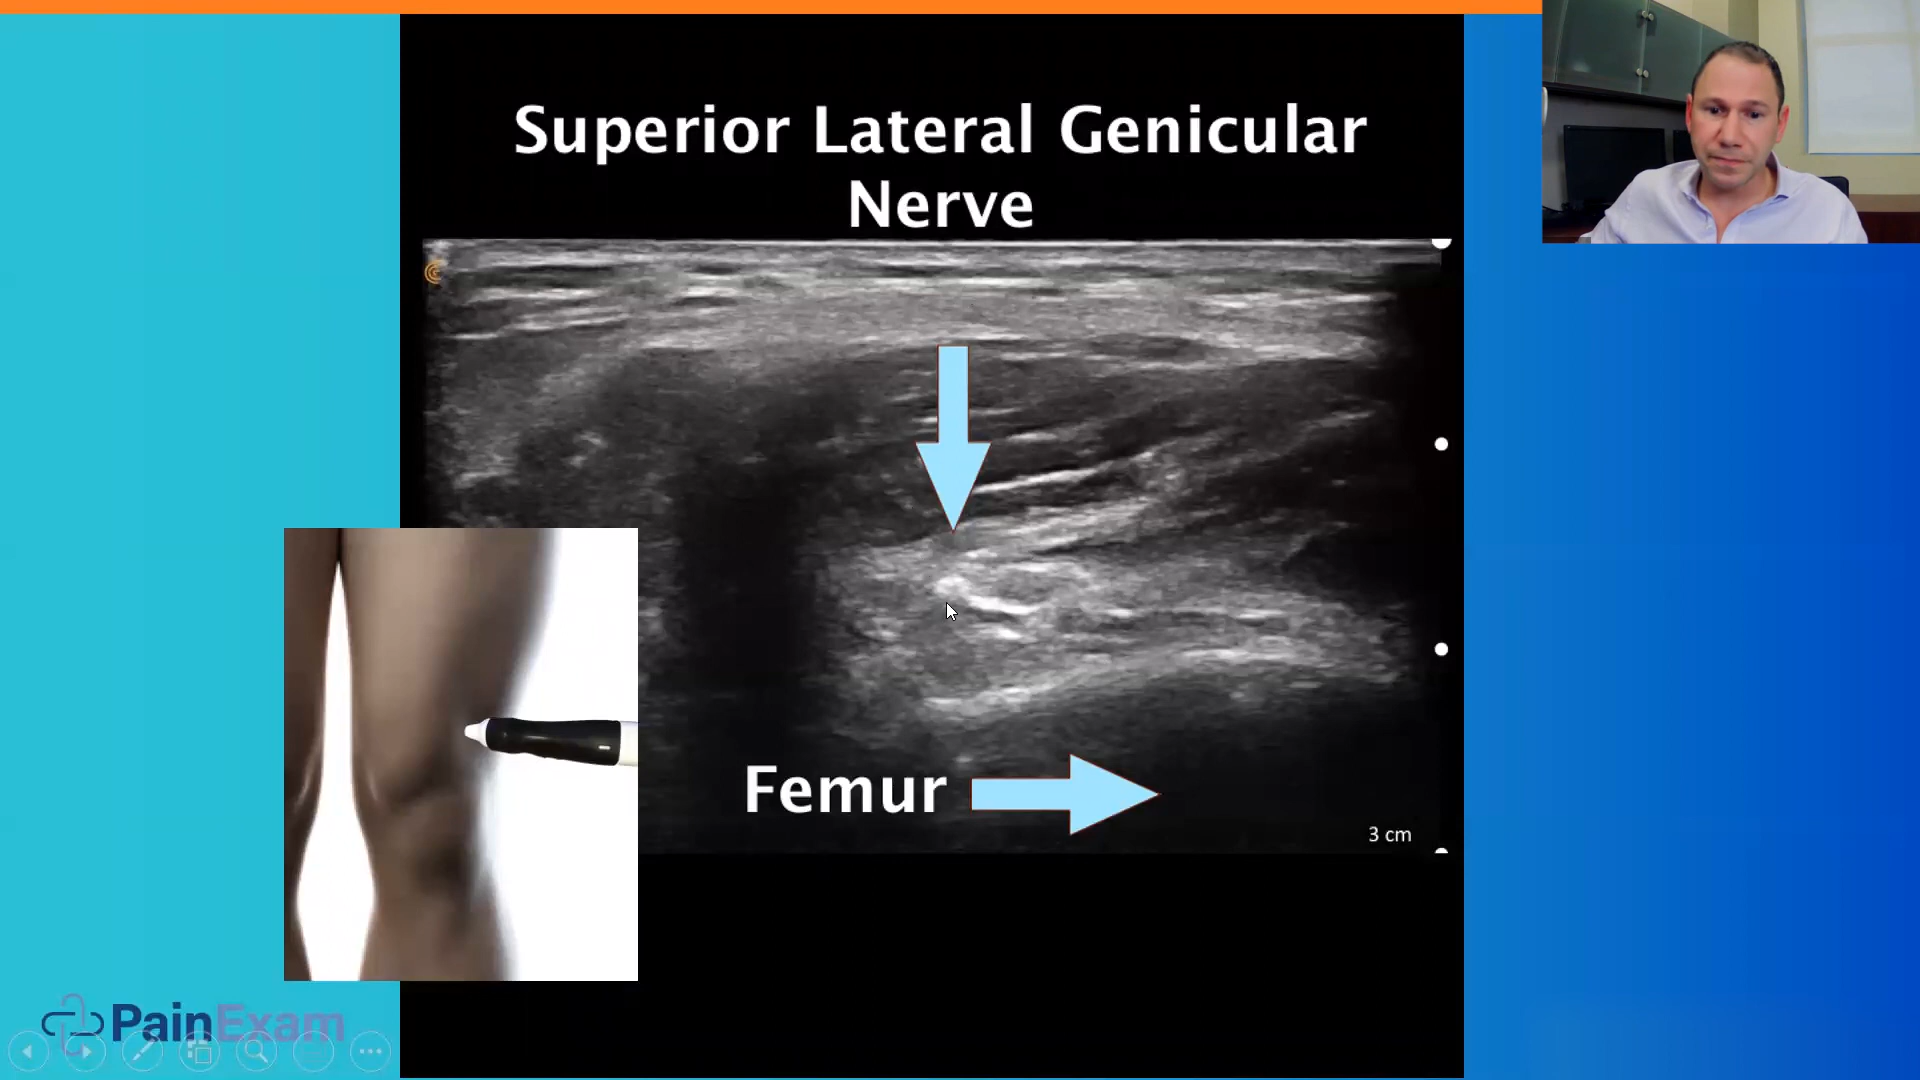 Superior Lateral Genicular
Nerve
Femur
3 cm
PainExam